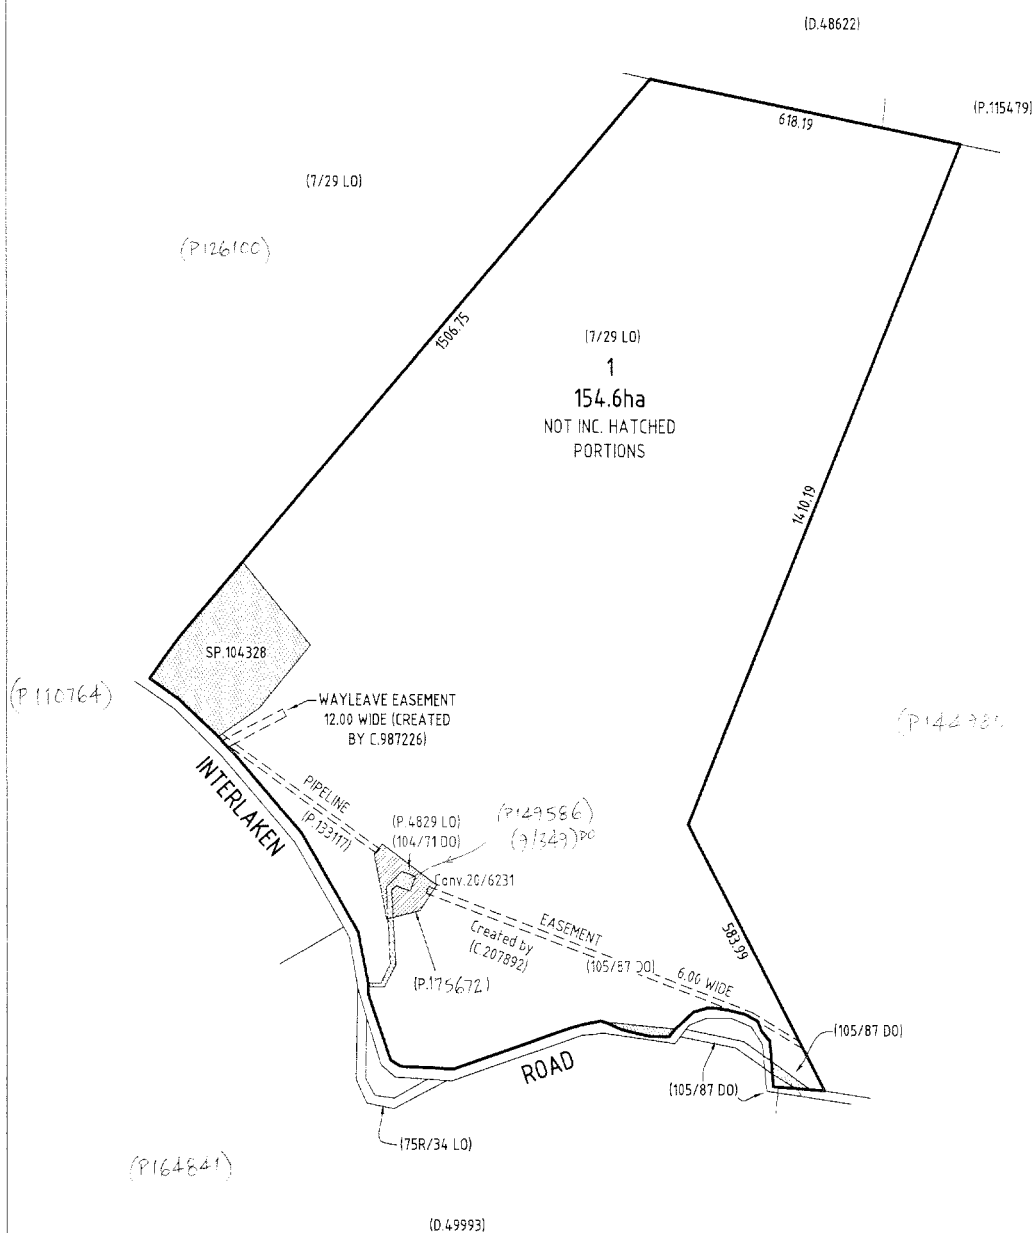 (D.48622)
(P.115479)
618.19
(7/29 LO)
(P126100)
1506.75
(7/29 LO)
1
154.6ha
NOT INC. HATCHED
PORTIONS
1410.19
SP.104328
(P110764)
WAYLEAVE EASEMENT
12.00 WIDE (CREATED
BY C.987226)
INTERLAKEN
PIPELINE
(P.133117)
(P.4829 LO)
(104/71 DO)
(P149586)
(9/349) DO
Conv.20/6231
EASEMENT
Created by
(C.207892)
(105/87 DO)
6.00 WIDE
583.99
(P.175672)
(105/87 DO)
ROAD
(105/87 DO)
(75R/34 LO)
(P164841)
(D.49993)